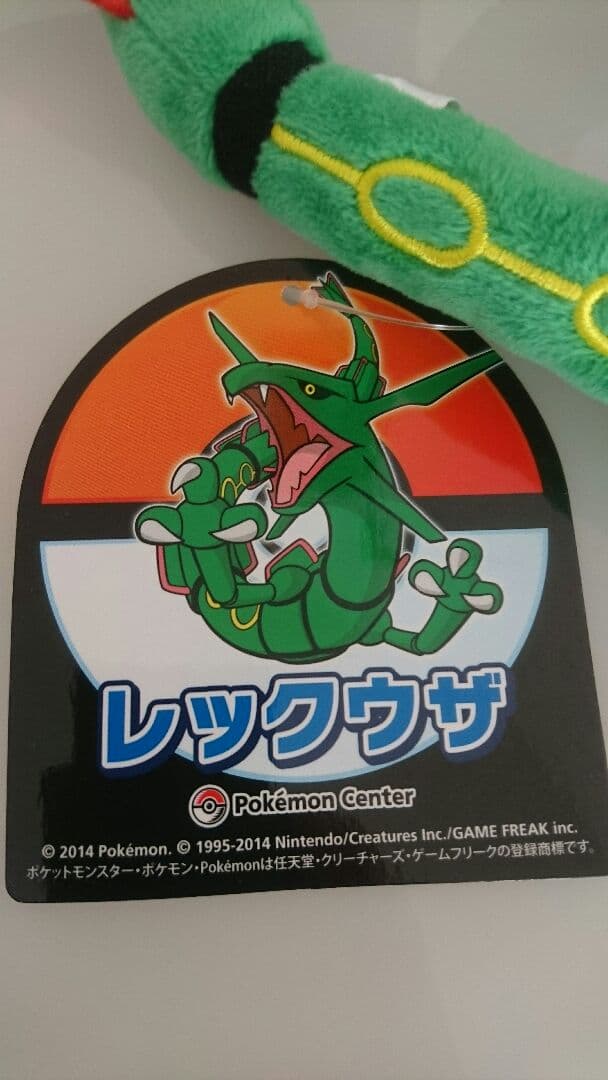 レックウザ
Pokémon Center
© 2014 Pokémon. © 1995-2014 Nintendo/Creatures Inc./GAME FREAK inc.
ポケットモンスター・ポケモン・Pokémonは任天堂・クリーチャーズ・ゲームフリークの登録商標です。